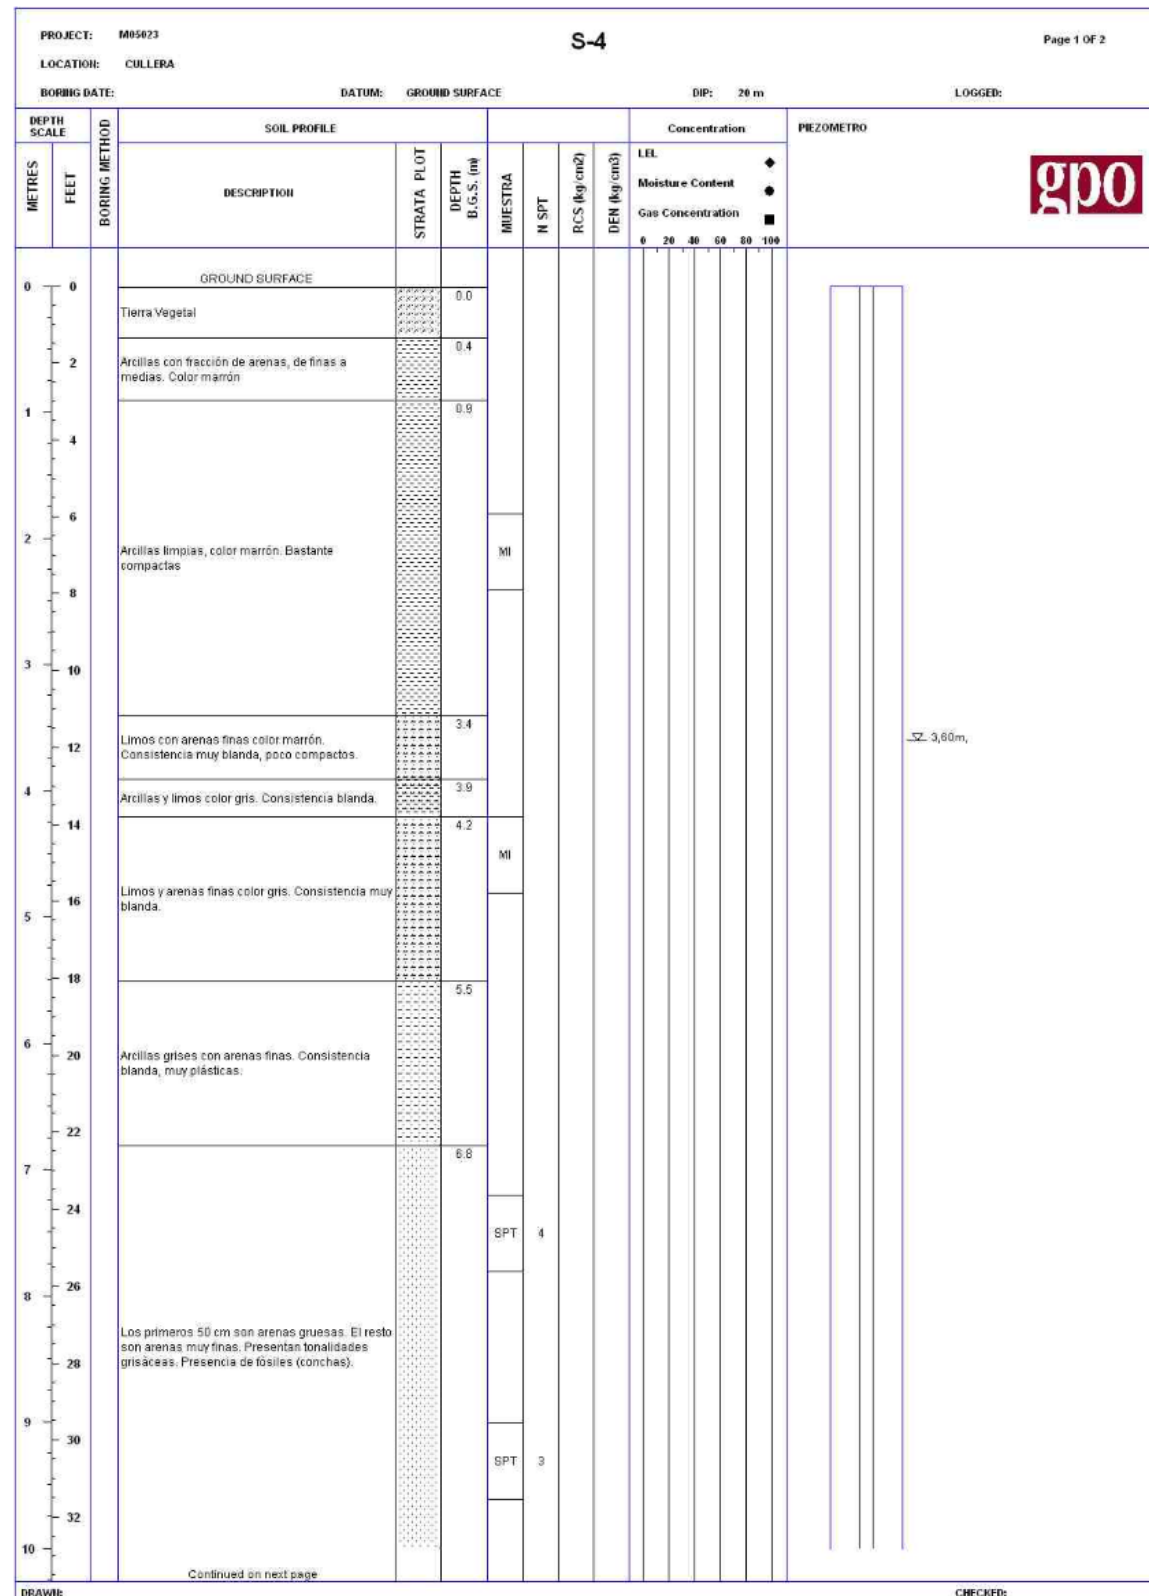 PROJECT: M05023
S-4
Page 1 OF 2
LOCATION: CULLERA
BORING DATE: DATUM: GROUND SURFACE DIP: 20 m LOGGED:
DEPTH SCALE
METRES
FEET
BORING METHOD
SOIL PROFILE
DESCRIPTION
STRATA PLOT
DEPTH
B.G.S. (m)
MUESTRA
N SPT
RCS (kg/cm2)
DEN (kg/cm3)
Concentration
LEL
Moisture Content
Gas Concentration
0 20 40 60 80 100
PIEZOMETRO
gpo
GROUND SURFACE
0 0
0.0
Tierra Vegetal
0.4
2
Arcillas con fracción de arenas, de finas a
medias. Color marrón
0.9
1
4
6
2
Arcillas limpias, color marrón. Bastante
compactas
MI
8
3
10
3.4
Limos con arenas finas color marrón.
Consistencia muy blanda, poco compactos.
12
3,60m,
3.9
4
Arcillas y limos color gris. Consistencia blanda.
14
4.2
MI
Limos y arenas finas color gris. Consistencia muy
blanda.
16
5
18
5.5
6
20
Arcillas grises con arenas finas. Consistencia
blanda, muy plásticas.
22
6.8
7
24
SPT 4
26
8
Los primeros 50 cm son arenas gruesas. El resto
son arenas muy finas. Presentan tonalidades
grisáceas. Presencia de fósiles (conchas).
28
9
30
SPT 3
32
10
Continued on next page
DRAWN: CHECKED: